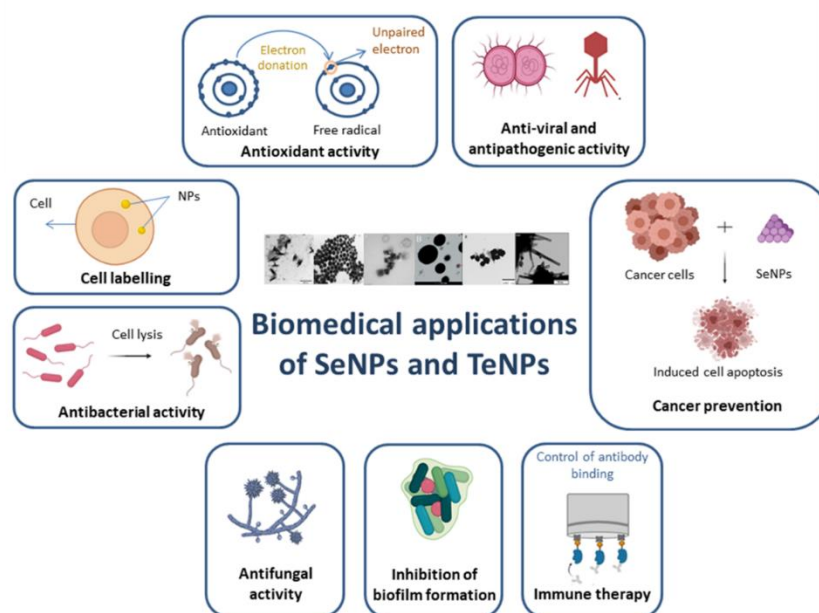 Electron donation
Unpaired electron
Antioxidant
Free radical
Antioxidant activity
Anti-viral and
antipathogenic activity
Cell
NPs
Cell labelling
Cancer cells
+
SeNPs
Induced cell apoptosis
Cancer prevention
Cell lysis
Antibacterial activity
Biomedical applications
of SeNPs and TeNPs
Antifungal
activity
Inhibition of
biofilm formation
Control of antibody
binding
Immune therapy